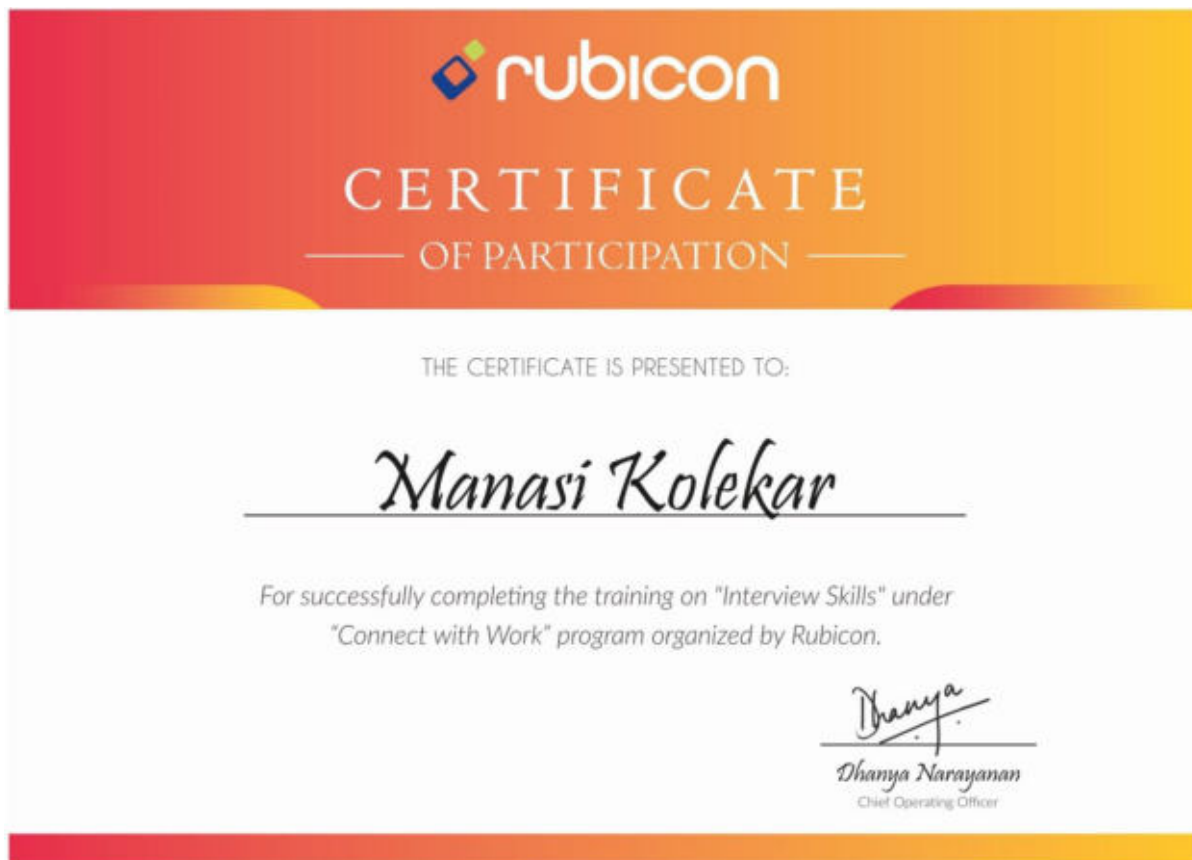 rubicon
CERTIFICATE
OF PARTICIPATION
THE CERTIFICATE IS PRESENTED TO:
Manasi Kolekar
For successfully completing the training on "Interview Skills" under
"Connect with Work" program organized by Rubicon.
Dhanya
Dhanya Narayanan
Chief Operating Officer